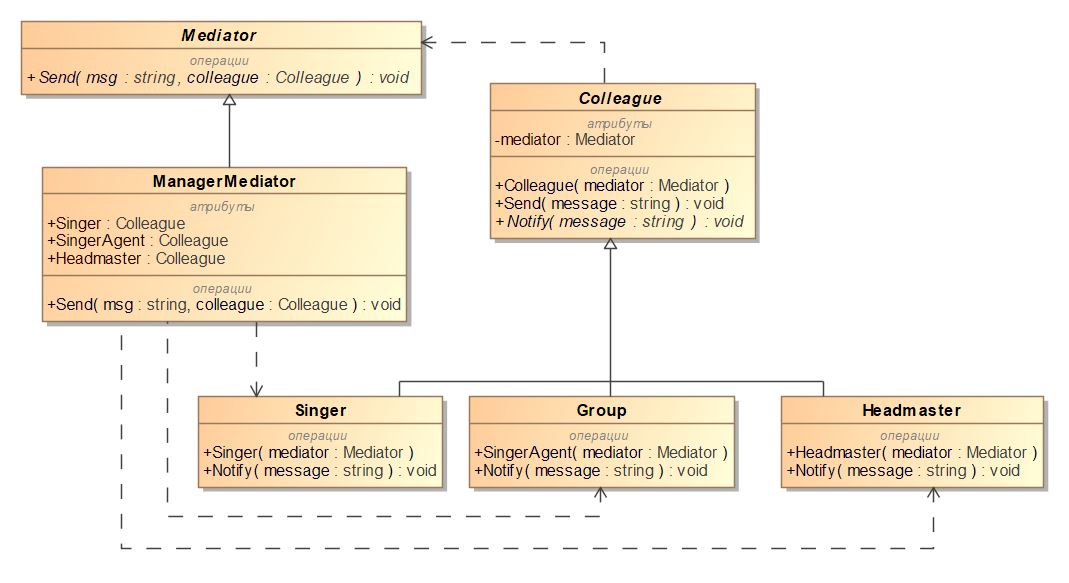 Mediator
операции
+Send( msg : string, colleague : Colleague ) : void
Colleague
атрибуты
-mediator : Mediator
операции
+Colleague( mediator : Mediator )
+Send( message : string ) : void
+Notify( message : string ) : void
ManagerMediator
атрибуты
+Singer : Colleague
+SingerAgent : Colleague
+Headmaster : Colleague
операции
+Send( msg : string, colleague : Colleague ) : void
Singer
операции
+Singer( mediator : Mediator )
+Notify( message : string ) : void
Group
операции
+SingerAgent( mediator : Mediator )
+Notify( message : string ) : void
Headmaster
операции
+Headmaster( mediator : Mediator )
+Notify( message : string ) : void